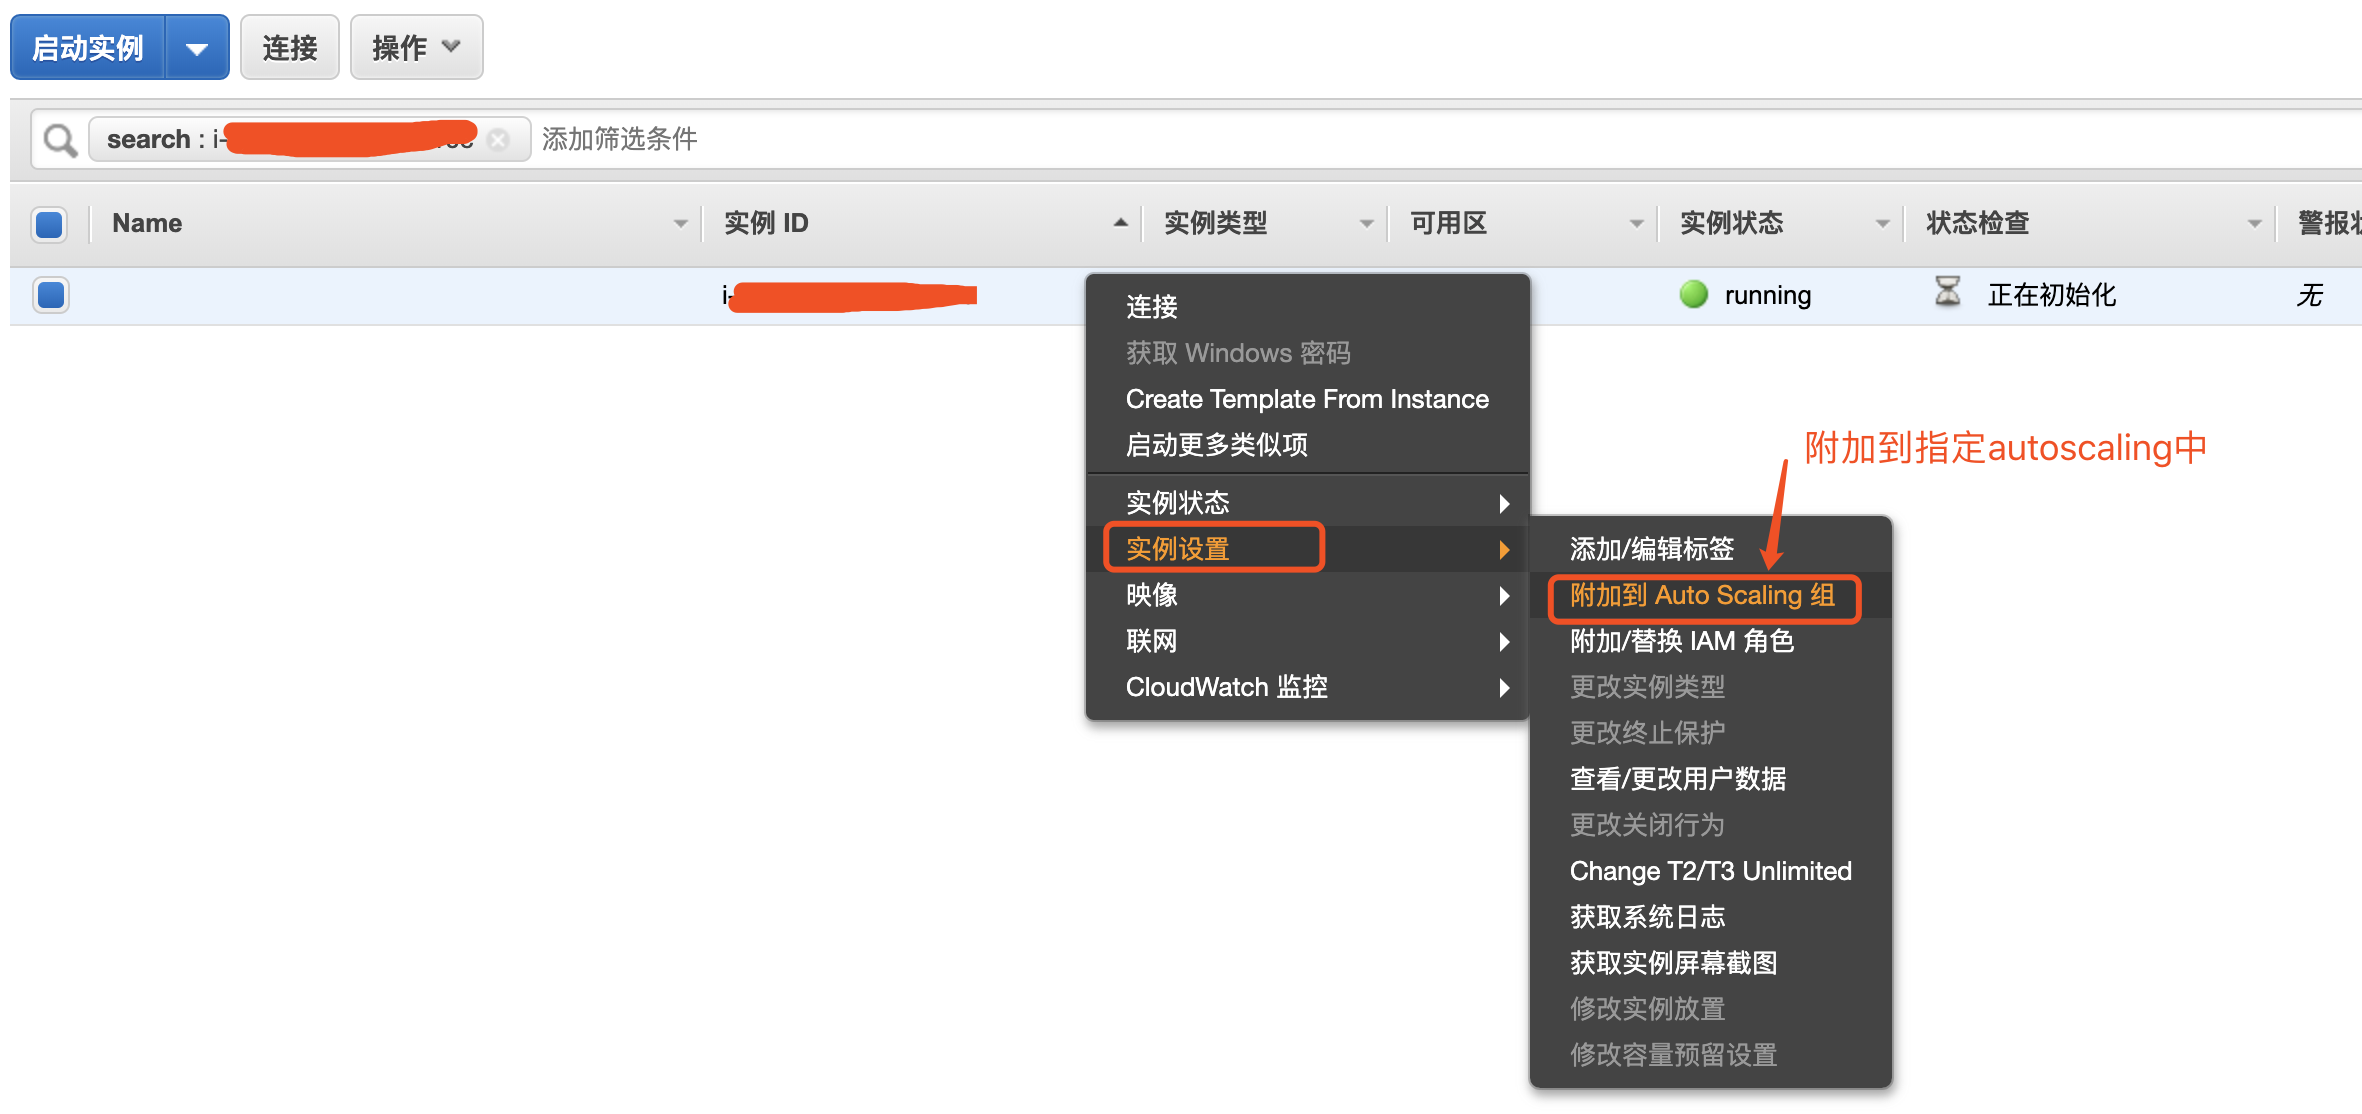 启动实例
连接
操作
search : i-
添加筛选条件
Name
实例 ID
实例类型
可用区
实例状态
状态检查
警报状
i-
running
正在初始化
无
连接
获取 Windows 密码
Create Template From Instance
启动更多类似项
实例状态
实例设置
映像
联网
CloudWatch 监控
附加到指定autoscaling中
添加/编辑标签
附加到 Auto Scaling 组
附加/替换 IAM 角色
更改实例类型
更改终止保护
查看/更改用户数据
更改关闭行为
Change T2/T3 Unlimited
获取系统日志
获取实例屏幕截图
修改实例放置
修改容量预留设置